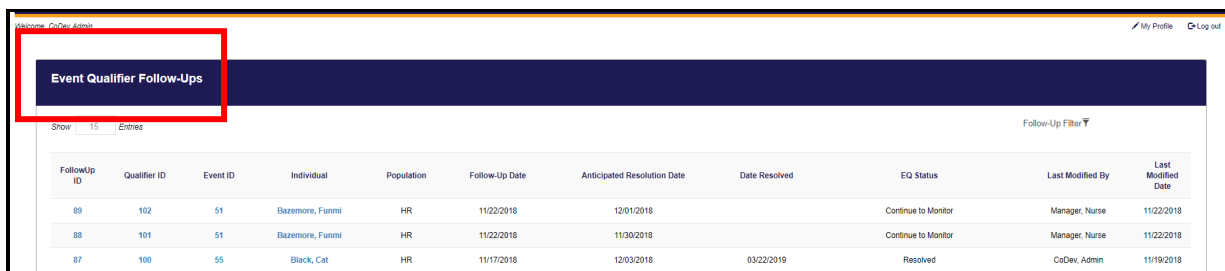 Welcome, CoDev Admin
My Profile Log out
Event Qualifier Follow-Ups
Show 15 Entries
Follow-Up Filter
FollowUp ID Qualifier ID Event ID Individual Population Follow-Up Date Anticipated Resolution Date Date Resolved EQ Status Last Modified By Last Modified Date
89 102 51 Bazemore, Funmi HR 11/22/2018 12/01/2018 Continue to Monitor Manager, Nurse 11/22/2018
88 101 51 Bazemore, Funmi HR 11/22/2018 11/30/2018 Continue to Monitor Manager, Nurse 11/22/2018
87 100 55 Black, Cat HR 11/17/2018 12/03/2018 03/22/2019 Resolved CoDev, Admin 11/19/2018